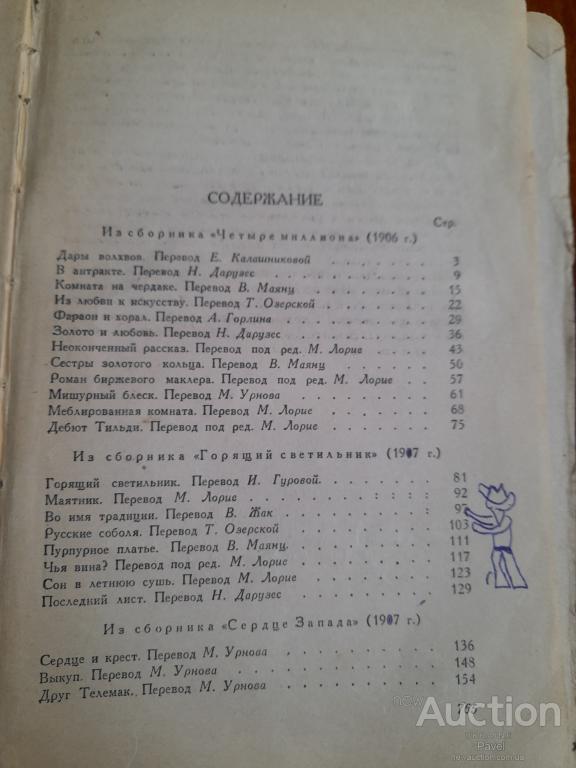 СОДЕРЖАНИЕ
Стр.
Из сборника «Четыре миллиона» (1906 г.)
Дары волхвов. Перевод Е. Калашниковой . . . . . . 3
В антракте. Перевод Н. Дарузес . . . . . . . . 9
Комната на чердаке. Перевод В. Маянц . . . . . . 15
Из любви к искусству. Перевод Т. Озерской . . . . . 22
Фараон и хорал. Перевод А. Горлина . . . . . . . 29
Золото и любовь. Перевод Н. Дарузес . . . . . . 36
Неоконченный рассказ. Перевод под ред. М. Лорие . . . 43
Сестры золотого кольца. Перевод В. Маянц . . . . . 50
Роман биржевого маклера. Перевод под ред. М. Лорие . . 57
Мишурный блеск. Перевод М. Урнова . . . . . . . 61
Меблированная комната. Перевод М. Лорие . . . . . 68
Дебют Тильди. Перевод под ред. М. Лорие . . . . . 75
Из сборника «Горящий светильник» (1907 г.)
Горящий светильник. Перевод И. Гуровой. . . . . . 81
Маятник. Перевод М. Лорие . . . . . . . . 92
Во имя традиции. Перевод В. Жак . . . . . . . 97
Русские соболя. Перевод Т. Озерской . . . . . . 103
Пурпурное платье. Перевод В. Маянц. . . . . . . 111
Чья вина? Перевод под ред. М. Лорие . . . . . . 117
Сон в летнюю сушь. Перевод М. Лорие . . . . . . 123
Последний лист. Перевод Н. Дарузес . . . . . . . 129
Из сборника «Сердце Запада» (1907 г.)
Сердце и крест. Перевод М. Урнова . . . . . . . 136
Выкуп. Перевод М. Урнова . . . . . . . . . 148
Друг Телемак. Перевод М. Урнова . . . . . . . 154
new
Auction
Pavel
newauction.com.ua